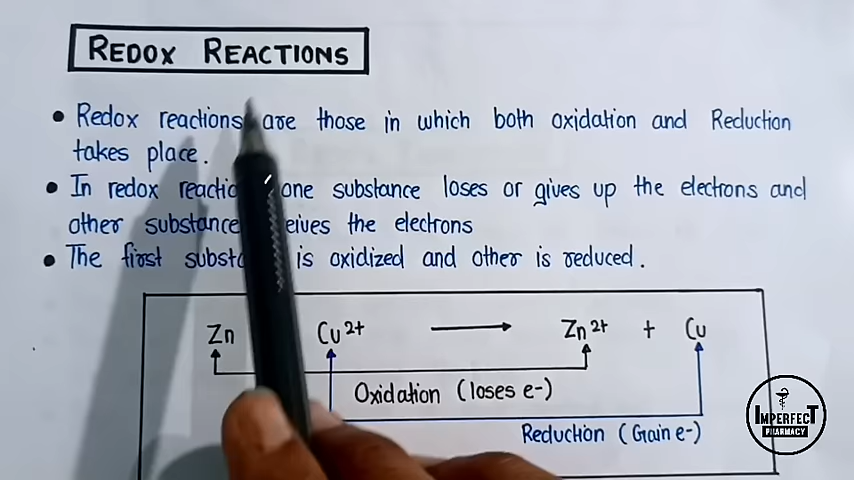 REDOX REACTIONS
• Redox reactions are those in which both oxidation and Reduction
takes place.
• In redox one substance loses or gives up the electrons and
other substance the electrons
• The first is oxidized and other is reduced.
Zn Cu²⁺ → Zn²⁺ + Cu
Oxidation (loses e-)
Reduction (Grain e-)
IMPERFECT
PHARMACY